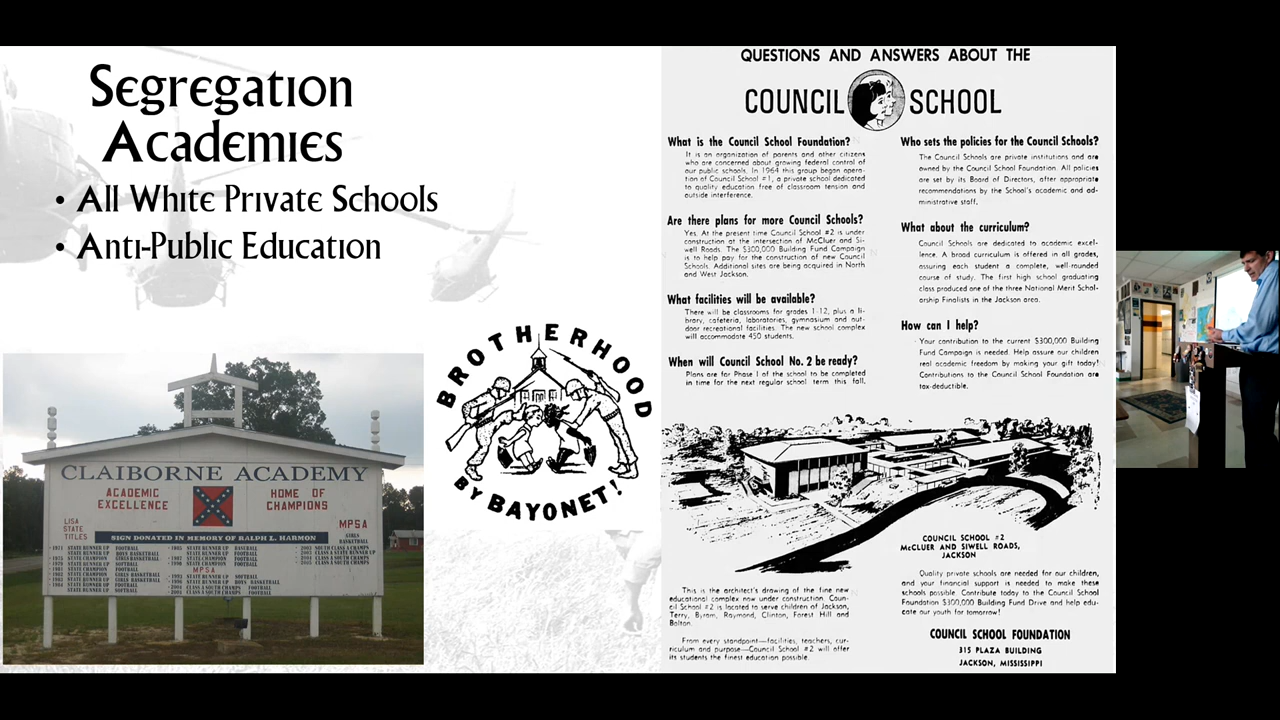 Segregation
Academies
• All White Private Schools
• Anti-Public Education
CLAIBORNE ACADEMY
ACADEMIC
EXCELLENCE
HOME OF
CHAMPIONS
LISA
STATE
TITLES
MPSA
SIGN DONATED IN MEMORY OF RALPH L. HARMON
MPSA
BROTHERHOOD
BY BAYONET!
QUESTIONS AND ANSWERS ABOUT THE
COUNCIL SCHOOL
What is the Council School Foundation?
It is an organization of parents and other citizens
who are concerned about growing federal control of
our public schools. In 1964 this group began opera-
tion of Council School #1, a private school dedicated
to quality education free of classroom tension and
outside interference.
Are there plans for more Council Schools?
Yes. At the present time Council School #2 is under
construction at the intersection of McCluer and Si-
well Roads. The $300,000 Building Fund Campaign
is to help pay for the construction of new Council
Schools. Additional sites are being acquired in North
and West Jackson.
What facilities will be available?
There will be classrooms for grades 1-12, plus a li-
brary, cafeteria, laboratories, gymnasium and out-
door recreational facilities. The new school complex
will accommodate 450 students.
When will Council School No. 2 be ready?
Plans are for Phase I of the school to be completed
in time for the next regular school term this fall.
Who sets the policies for the Council Schools?
The Council Schools are private institutions and are
owned by the Council School Foundation. All policies
are set by its Board of Directors, after appropriate
recommendations by the School's academic and ad-
ministrative staff.
What about the curriculum?
Council Schools are dedicated to academic excel-
lence. A broad curriculum is offered in all grades,
assuring each student a complete, well-rounded
course of study. The first high school graduating
class produced one of the three National Merit Schol-
arship Finalists in the Jackson area.
How can I help?
Your contribution to the current $300,000 Building
Fund Campaign is needed. Help assure our children
real academic freedom by making your gift today!
Contributions to the Council School Foundation are
tax-deductible.
COUNCIL SCHOOL #2
McCLUER AND SIWELL ROADS,
JACKSON
This is the architect's drawing of the fine new
educational complex now under construction. Coun-
cil School #2 is located to serve children of Jackson,
Terry, Byram, Raymond, Clinton, Forest Hill and
Bolton.
From every standpoint—facilities, teachers, cur-
riculum and purpose—Council School #2 will offer
its students the finest education possible.
Quality private schools are needed for our children,
and your financial support is needed to make these
schools possible. Contribute today to the Council School
Foundation $300,000 Building Fund Drive and help edu-
cate our youth for tomorrow!
COUNCIL SCHOOL FOUNDATION
315 PLAZA BUILDING
JACKSON, MISSISSIPPI